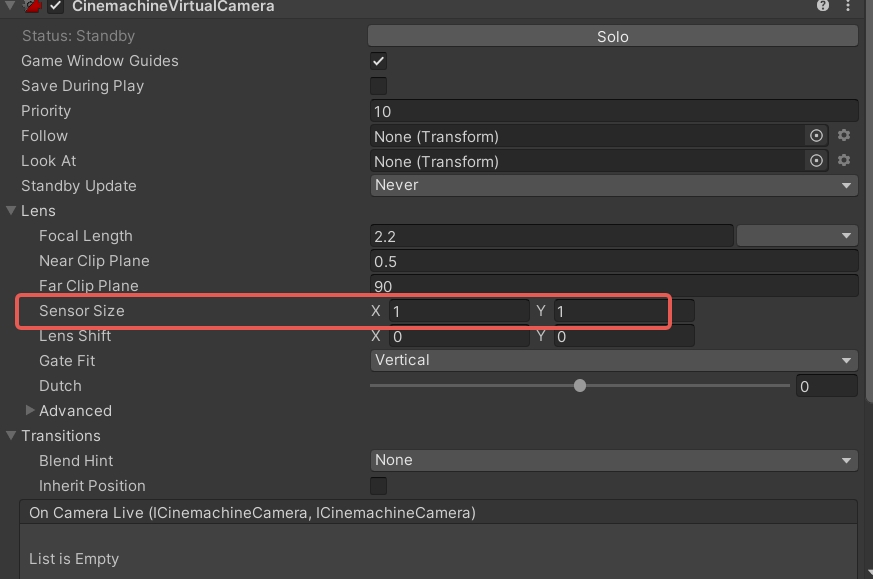 CinemachineVirtualCamera
Status: Standby Solo
Game Window Guides
Save During Play
Priority 10
Follow None (Transform)
Look At None (Transform)
Standby Update Never
Lens
Focal Length 2.2
Near Clip Plane 0.5
Far Clip Plane 90
Sensor Size X 1 Y 1
Lens Shift X 0 Y 0
Gate Fit Vertical
Dutch 0
Advanced
Transitions
Blend Hint None
Inherit Position
On Camera Live (ICinemachineCamera, ICinemachineCamera)
List is Empty